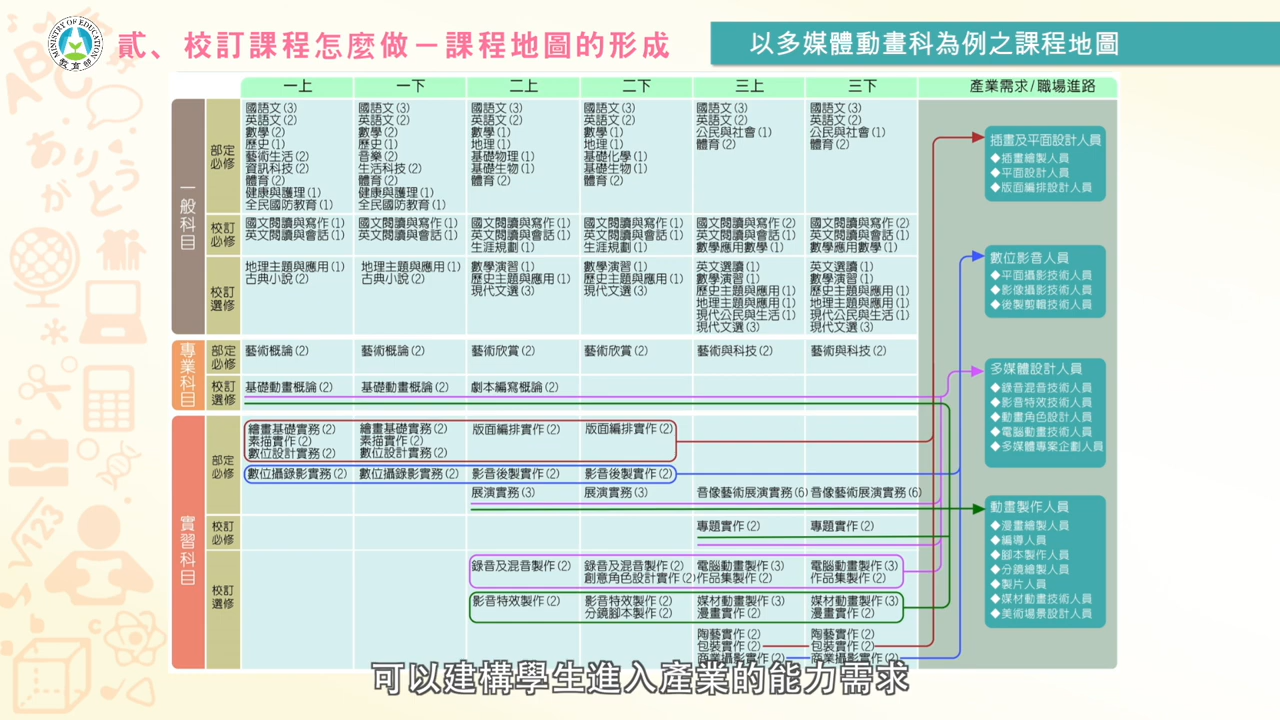 MINISTRY OF EDUCATION
教育部
貳、校訂課程怎麼做－課程地圖的形成
以多媒體動畫科為例之課程地圖
一上
一下
二上
二下
三上
三下
產業需求/職場進路
一般科目
部定必修
國語文(3)
英語文(2)
數學(2)
歷史(1)
藝術生活(2)
資訊科技(2)
體育(2)
健康與護理(1)
全民國防教育(1)
國語文(3)
英語文(2)
數學(2)
歷史(1)
音樂(2)
生活科技(2)
體育(2)
健康與護理(1)
全民國防教育(1)
國語文(3)
英語文(2)
數學(1)
地理(1)
基礎物理(1)
基礎生物(1)
體育(2)
國語文(3)
英語文(2)
數學(1)
地理(1)
基礎化學(1)
基礎生物(1)
體育(2)
國語文(3)
英語文(2)
公民與社會(1)
體育(2)
國語文(3)
英語文(2)
公民與社會(1)
體育(2)
校訂必修
國文閱讀與寫作(1)
英文閱讀與會話(1)
國文閱讀與寫作(1)
英文閱讀與會話(1)
國文閱讀與寫作(1)
英文閱讀與會話(1)
生涯規劃(1)
國文閱讀與寫作(1)
英文閱讀與會話(1)
生涯規劃(1)
國文閱讀與寫作(2)
英文閱讀與會話(1)
數學應用數學(1)
國文閱讀與寫作(2)
英文閱讀與會話(1)
數學應用數學(1)
校訂選修
地理主題與應用(1)
古典小說(2)
地理主題與應用(1)
古典小說(2)
數學演習(1)
歷史主題與應用(1)
現代文選(3)
數學演習(1)
歷史主題與應用(1)
現代文選(3)
英文選讀(1)
數學演習(1)
歷史主題與應用(1)
地理主題與應用(1)
現代公民與生活(1)
現代文選(3)
英文選讀(1)
數學演習(1)
歷史主題與應用(1)
地理主題與應用(1)
現代公民與生活(1)
現代文選(3)
專業科目
部定必修
藝術概論(2)
藝術概論(2)
藝術欣賞(2)
藝術欣賞(2)
藝術與科技(2)
藝術與科技(2)
校訂選修
基礎動畫概論(2)
基礎動畫概論(2)
劇本編寫概論(2)
實習科目
部定必修
繪畫基礎實務(2)
素描實作(2)
數位設計實務(2)
繪畫基礎實務(2)
素描實作(2)
數位設計實務(2)
版面編排實作(2)
版面編排實作(2)
數位攝錄影實務(2)
數位攝錄影實務(2)
影音後製實作(2)
影音後製實作(2)
展演實務(3)
展演實務(3)
音像藝術展演實務(6)
音像藝術展演實務(6)
校訂必修
專題實作(2)
專題實作(2)
校訂選修
錄音及混音製作(2)
錄音及混音製作(2)
創意角色設計實作(2)
電腦動畫製作(3)
作品集製作(2)
電腦動畫製作(3)
作品集製作(2)
影音特效製作(2)
影音特效製作(2)
分鏡腳本製作(2)
媒材動畫製作(3)
漫畫實作(2)
媒材動畫製作(3)
漫畫實作(2)
陶藝實作(2)
包裝實作(2)
商業攝影實作(2)
陶藝實作(2)
包裝實作(2)
商業攝影實作(2)
插畫及平面設計人員
◆插畫繪製人員
◆平面設計人員
◆版面編排設計人員
數位影音人員
◆平面攝影技術人員
◆影像攝影技術人員
◆後製剪輯技術人員
多媒體設計人員
◆錄音混音技術人員
◆影音特效技術人員
◆動畫角色設計人員
◆電腦動畫技術人員
◆多媒體專案企劃人員
動畫製作人員
◆漫畫繪製人員
◆編導人員
◆腳本製作人員
◆分鏡繪製人員
◆製片人員
◆媒材動畫技術人員
◆美術場景設計人員
可以建構學生進入產業的能力需求